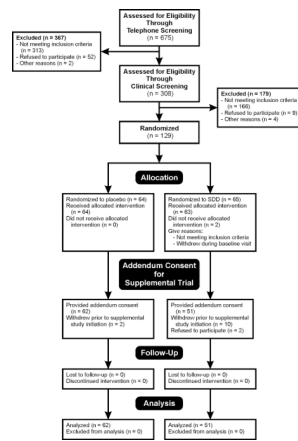 Assessed for Eligibility
Through
Telephone Screening
(n = 675)
Excluded (n = 367)
- Not meeting inclusion criteria
(n = 313)
- Refused to participate (n = 52)
- Other reasons (n = 2)
Assessed for Eligibility
Through
Clinical Screening
(n = 308)
Excluded (n = 179)
- Not meeting inclusion criteria
(n = 166)
- Refused to participate (n = 9)
- Other reasons (n = 4)
Randomized
(n = 129)
Allocation
Randomized to placebo (n = 64)
Received allocated intervention
(n = 64)
Did not receive allocated
intervention (n = 0)
Randomized to SDD (n = 65)
Received allocated intervention
(n = 63)
Did not receive allocated
intervention (n = 2)
Give reasons:
- Not meeting inclusion criteria
- Withdrew during baseline visit
Addendum Consent
for
Supplemental Trial
Provided addendum consent
(n = 62)
Withdrew prior to supplemental
study initiation (n = 2)
Provided addendum consent
(n = 51)
Withdrew prior to supplemental
study initiation (n = 10)
Refused to participate (n = 2)
Follow-Up
Lost to follow-up (n = 0)
Discontinued intervention (n = 0)
Lost to follow-up (n = 0)
Discontinued intervention (n = 0)
Analysis
Analyzed (n = 62)
Excluded from analysis (n = 0)
Analyzed (n = 51)
Excluded from analysis (n = 0)